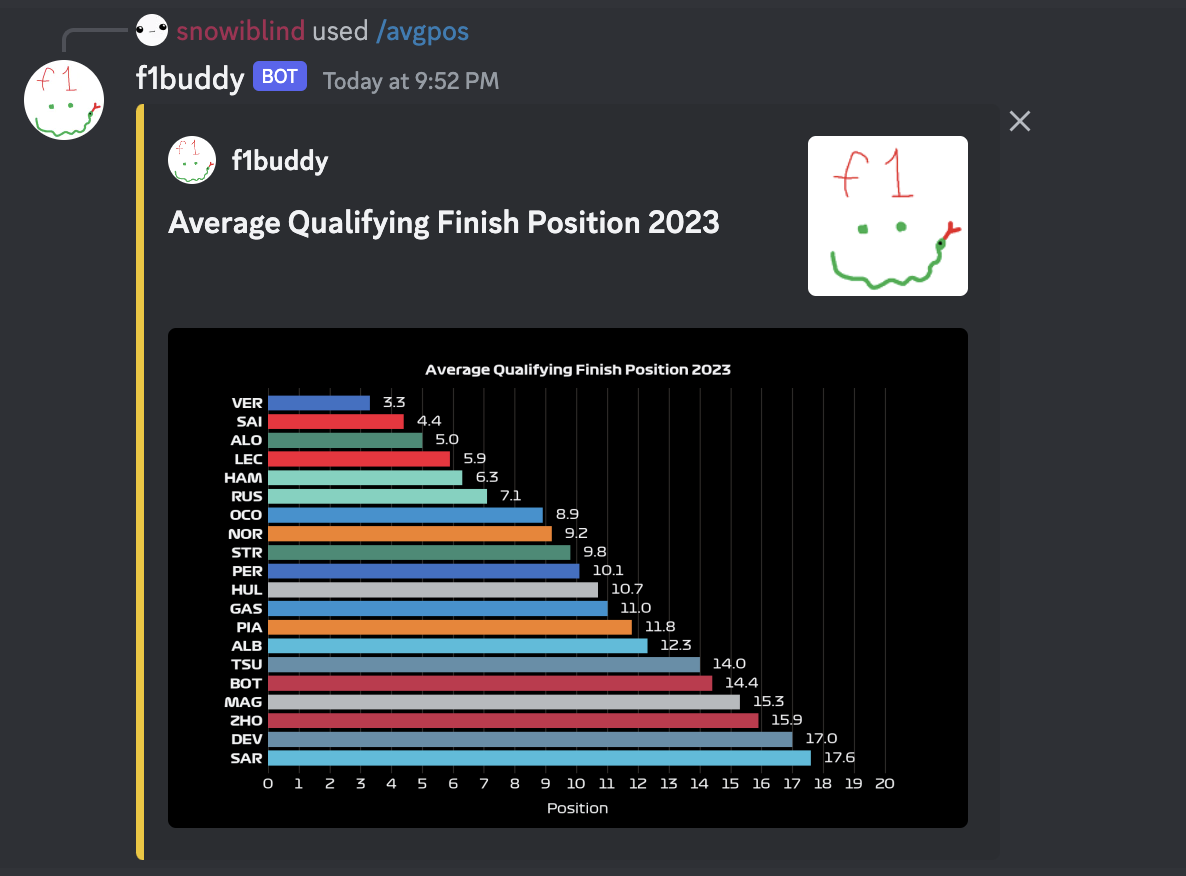 snowiblind used /avgpos
f1
f1buddy BOT Today at 9:52 PM
f1
f1buddy
f1
Average Qualifying Finish Position 2023
Average Qualifying Finish Position 2023
VER 3.3
SAI 4.4
ALO 5.0
LEC 5.9
HAM 6.3
RUS 7.1
OCO 8.9
NOR 9.2
STR 9.8
PER 10.1
HUL 10.7
GAS 11.0
PIA 11.8
ALB 12.3
TSU 14.0
BOT 14.4
MAG 15.3
ZHO 15.9
DEV 17.0
SAR 17.6
0 1 2 3 4 5 6 7 8 9 10 11 12 13 14 15 16 17 18 19 20
Position